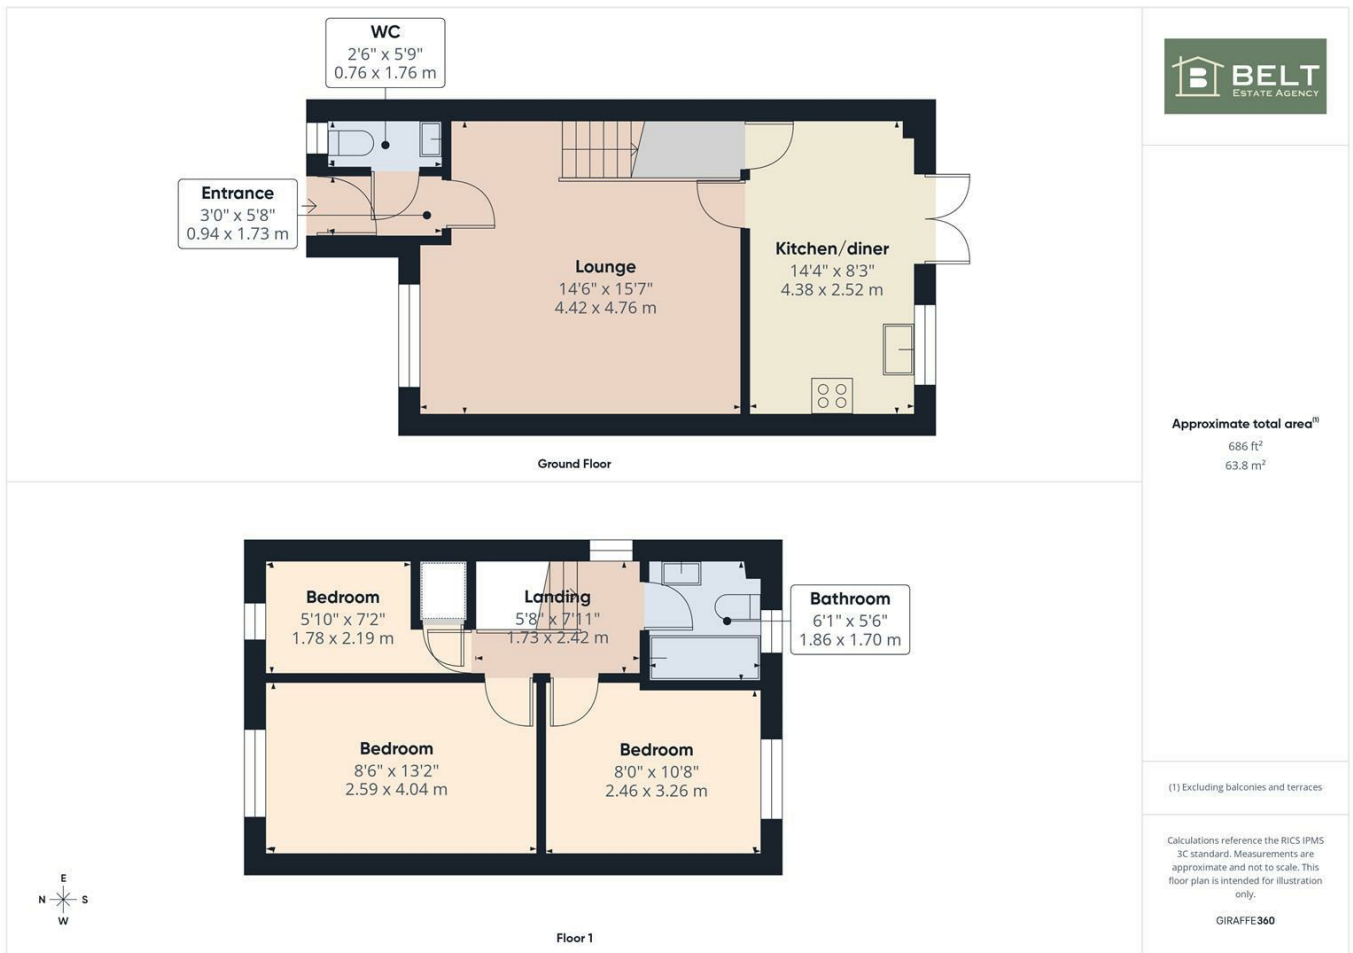 WC
2'6" x 5'9"
0.76 x 1.76 m
Entrance
3'0" x 5'8"
0.94 x 1.73 m
Lounge
14'6" x 15'7"
4.42 x 4.76 m
Kitchen/diner
14'4" x 8'3"
4.38 x 2.52 m
Ground Floor
Bedroom
5'10" x 7'2"
1.78 x 2.19 m
Landing
5'8" x 7'11"
1.73 x 2.42 m
Bathroom
6'1" x 5'6"
1.86 x 1.70 m
Bedroom
8'6" x 13'2"
2.59 x 4.04 m
Bedroom
8'0" x 10'8"
2.46 x 3.26 m
E
N S
W
Floor 1
B BELT
ESTATE AGENCY
Approximate total area(1)
686 ft²
63.8 m²
(1) Excluding balconies and terraces
Calculations reference the RICS IPMS
3C standard. Measurements are
approximate and not to scale. This
floor plan is intended for illustration
only.
GIRAFFE360